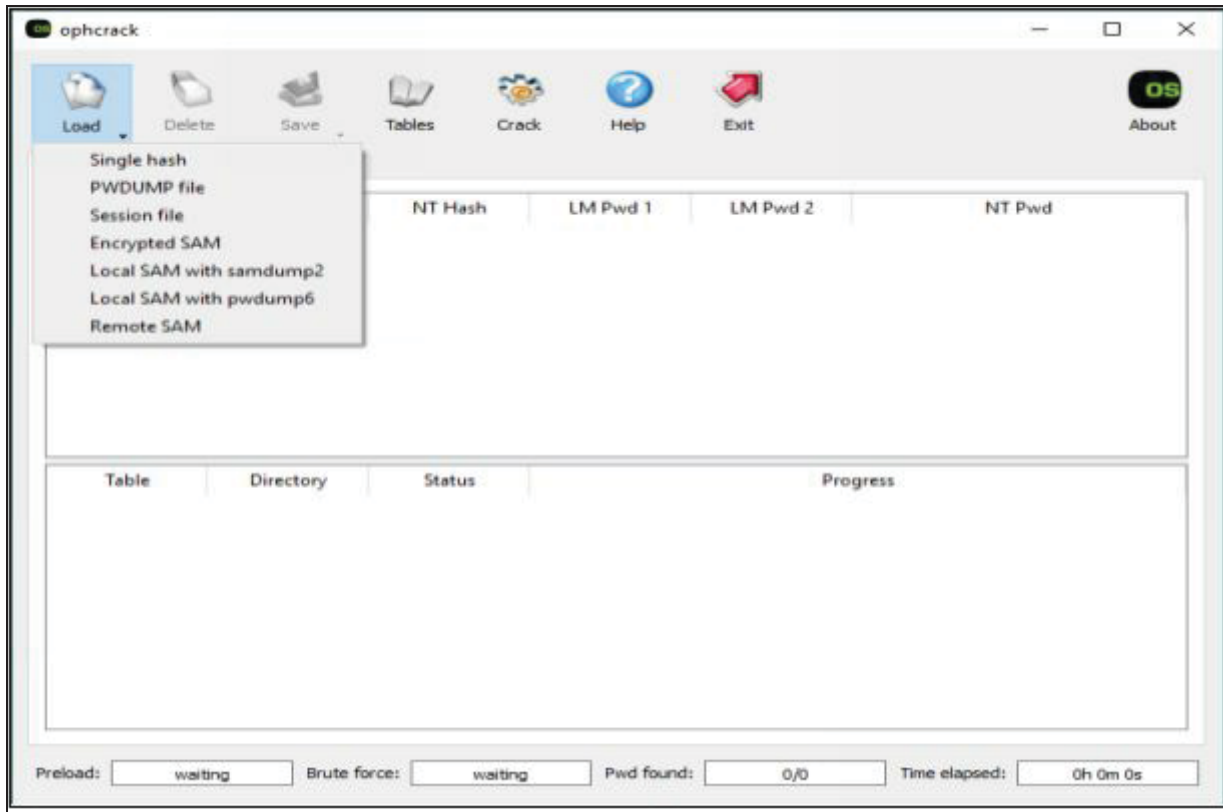 OS ophcrack
Load Delete Save Tables Crack Help Exit OS About
Single hash
PWDUMP file
Session file
Encrypted SAM
Local SAM with samdump2
Local SAM with pwdump6
Remote SAM
NT Hash LM Pwd 1 LM Pwd 2 NT Pwd
Table Directory Status Progress
Preload: waiting Brute force: waiting Pwd found: 0/0 Time elapsed: 0h 0m 0s